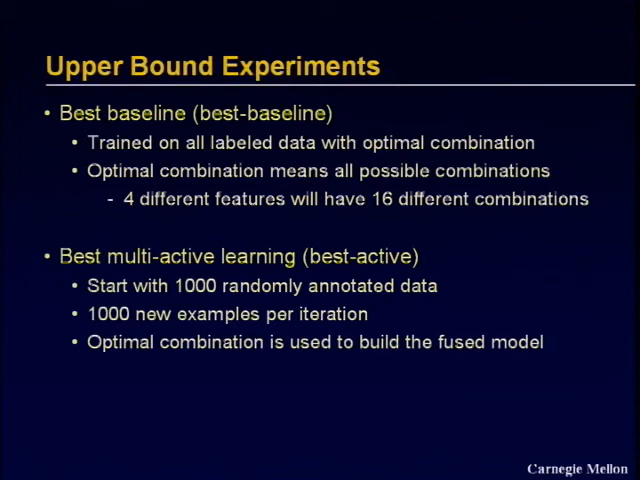 Upper Bound Experiments
• Best baseline (best-baseline)
• Trained on all labeled data with optimal combination
• Optimal combination means all possible combinations
- 4 different features will have 16 different combinations
• Best multi-active learning (best-active)
• Start with 1000 randomly annotated data
• 1000 new examples per iteration
• Optimal combination is used to build the fused model
Carnegie Mellon